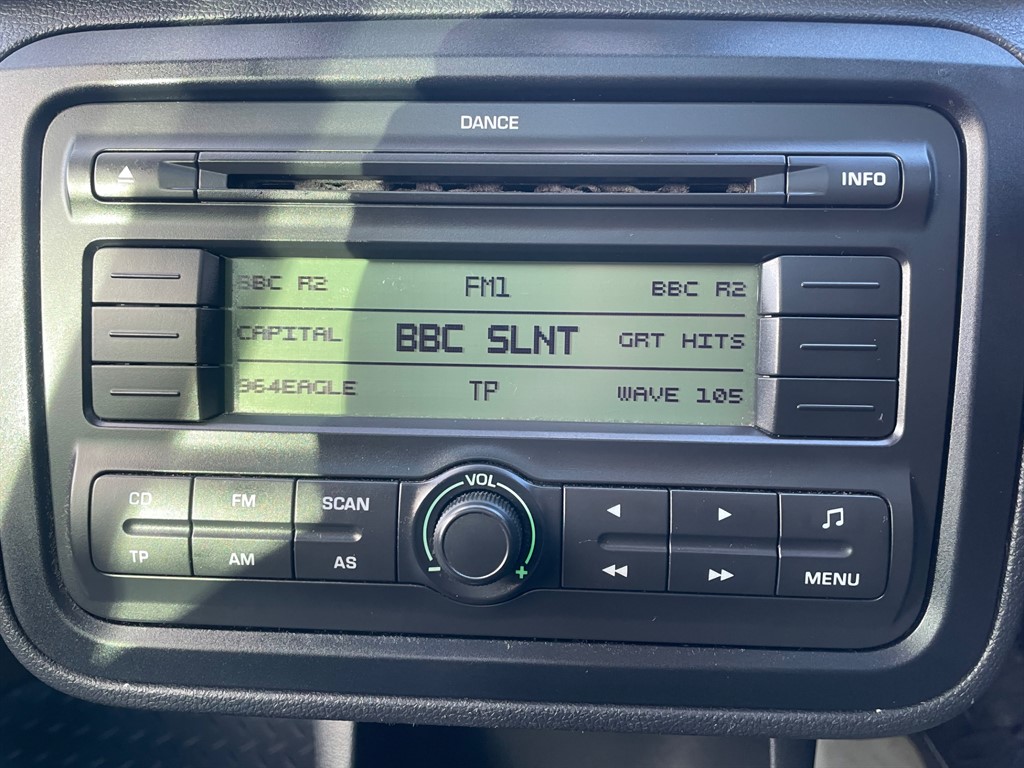 DANCE
INFO
BBC R2 FM1 BBC R2
CAPITAL BBC SLNT GRT HITS
964EAGLE TP WAVE 105
CD FM SCAN VOL
TP AM AS - + MENU